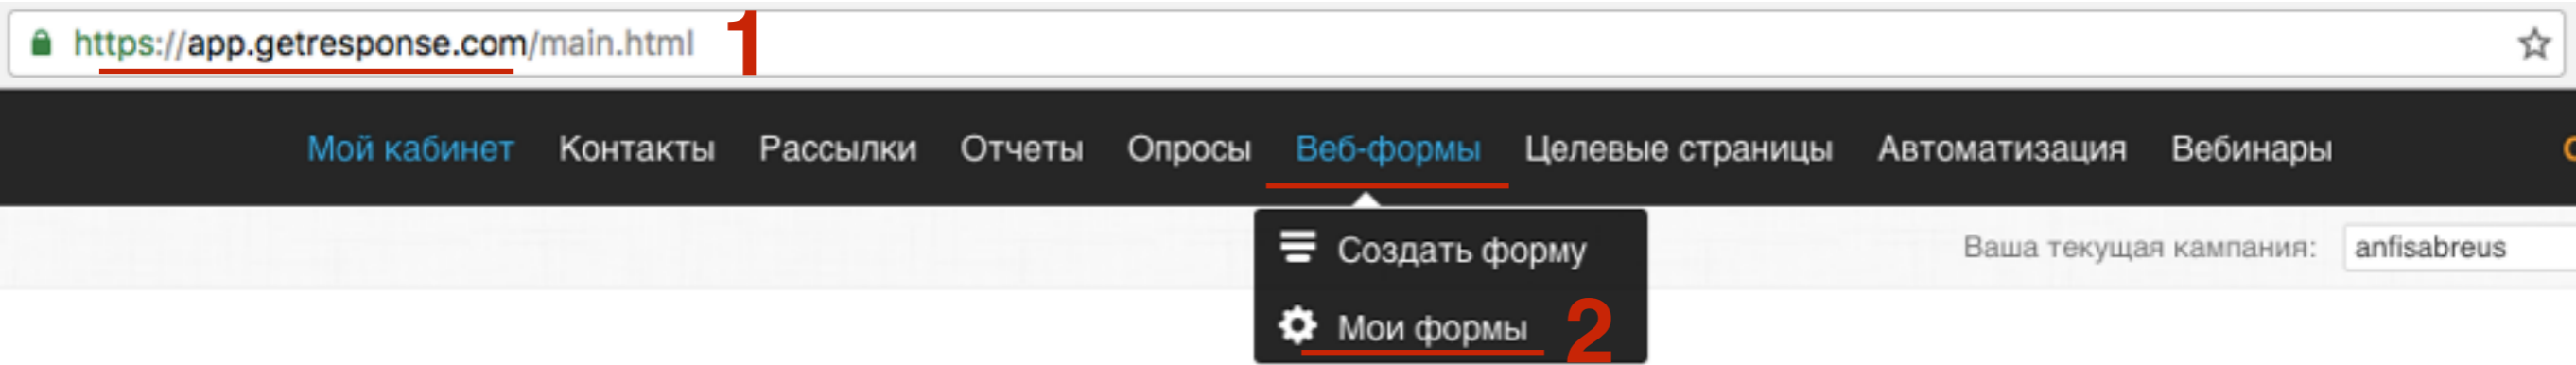 https://app.getresponse.com/main.html 1
Мой кабинет Контакты Рассылки Отчеты Опросы Веб-формы Целевые страницы Автоматизация Вебинары
Создать форму
Ваша текущая кампания: anfisabreus
Мои формы 2